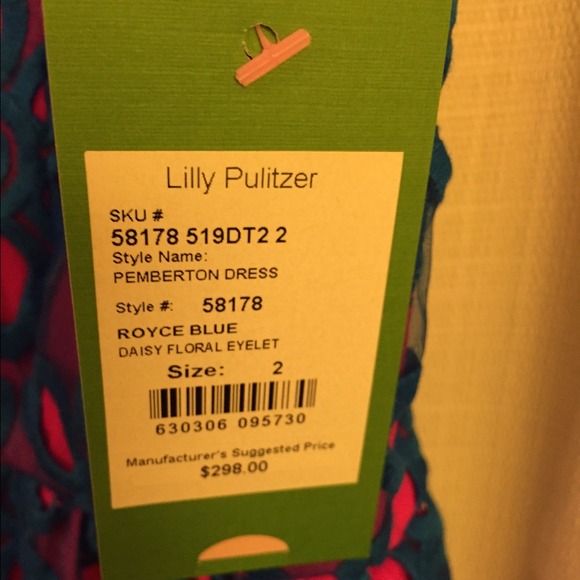 Lilly Pulitzer
SKU #
58178 519DT2 2
Style Name:
PEMBERTON DRESS
Style #: 58178
ROYCE BLUE
DAISY FLORAL EYELET
Size: 2
630306 095730
Manufacturer's Suggested Price
$298.00